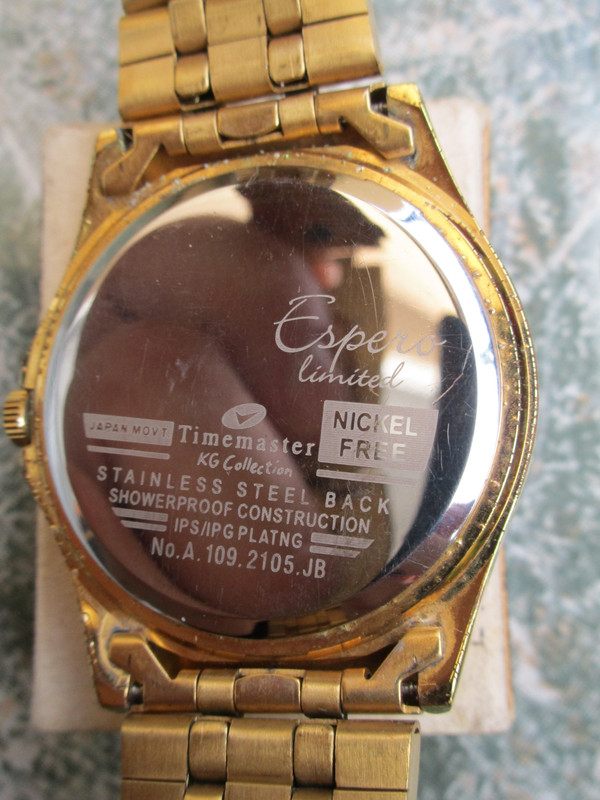 Espero
limited
JAPAN MOVT
Timemaster
NICKEL
FREE
KG Collection
STAINLESS STEEL BACK
SHOWERPROOF CONSTRUCTION
IPS/IPG PLATNG
No.A.109.2105.JB